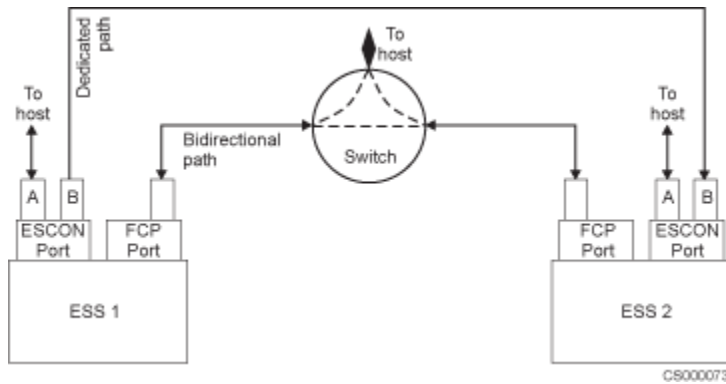 Dedicated
path
To
host
To
host
To
host
Bidirectional
path
Switch
A
B
A
B
ESCON
Port
FCP
Port
FCP
Port
ESCON
Port
ESS 1
ESS 2
CS000073